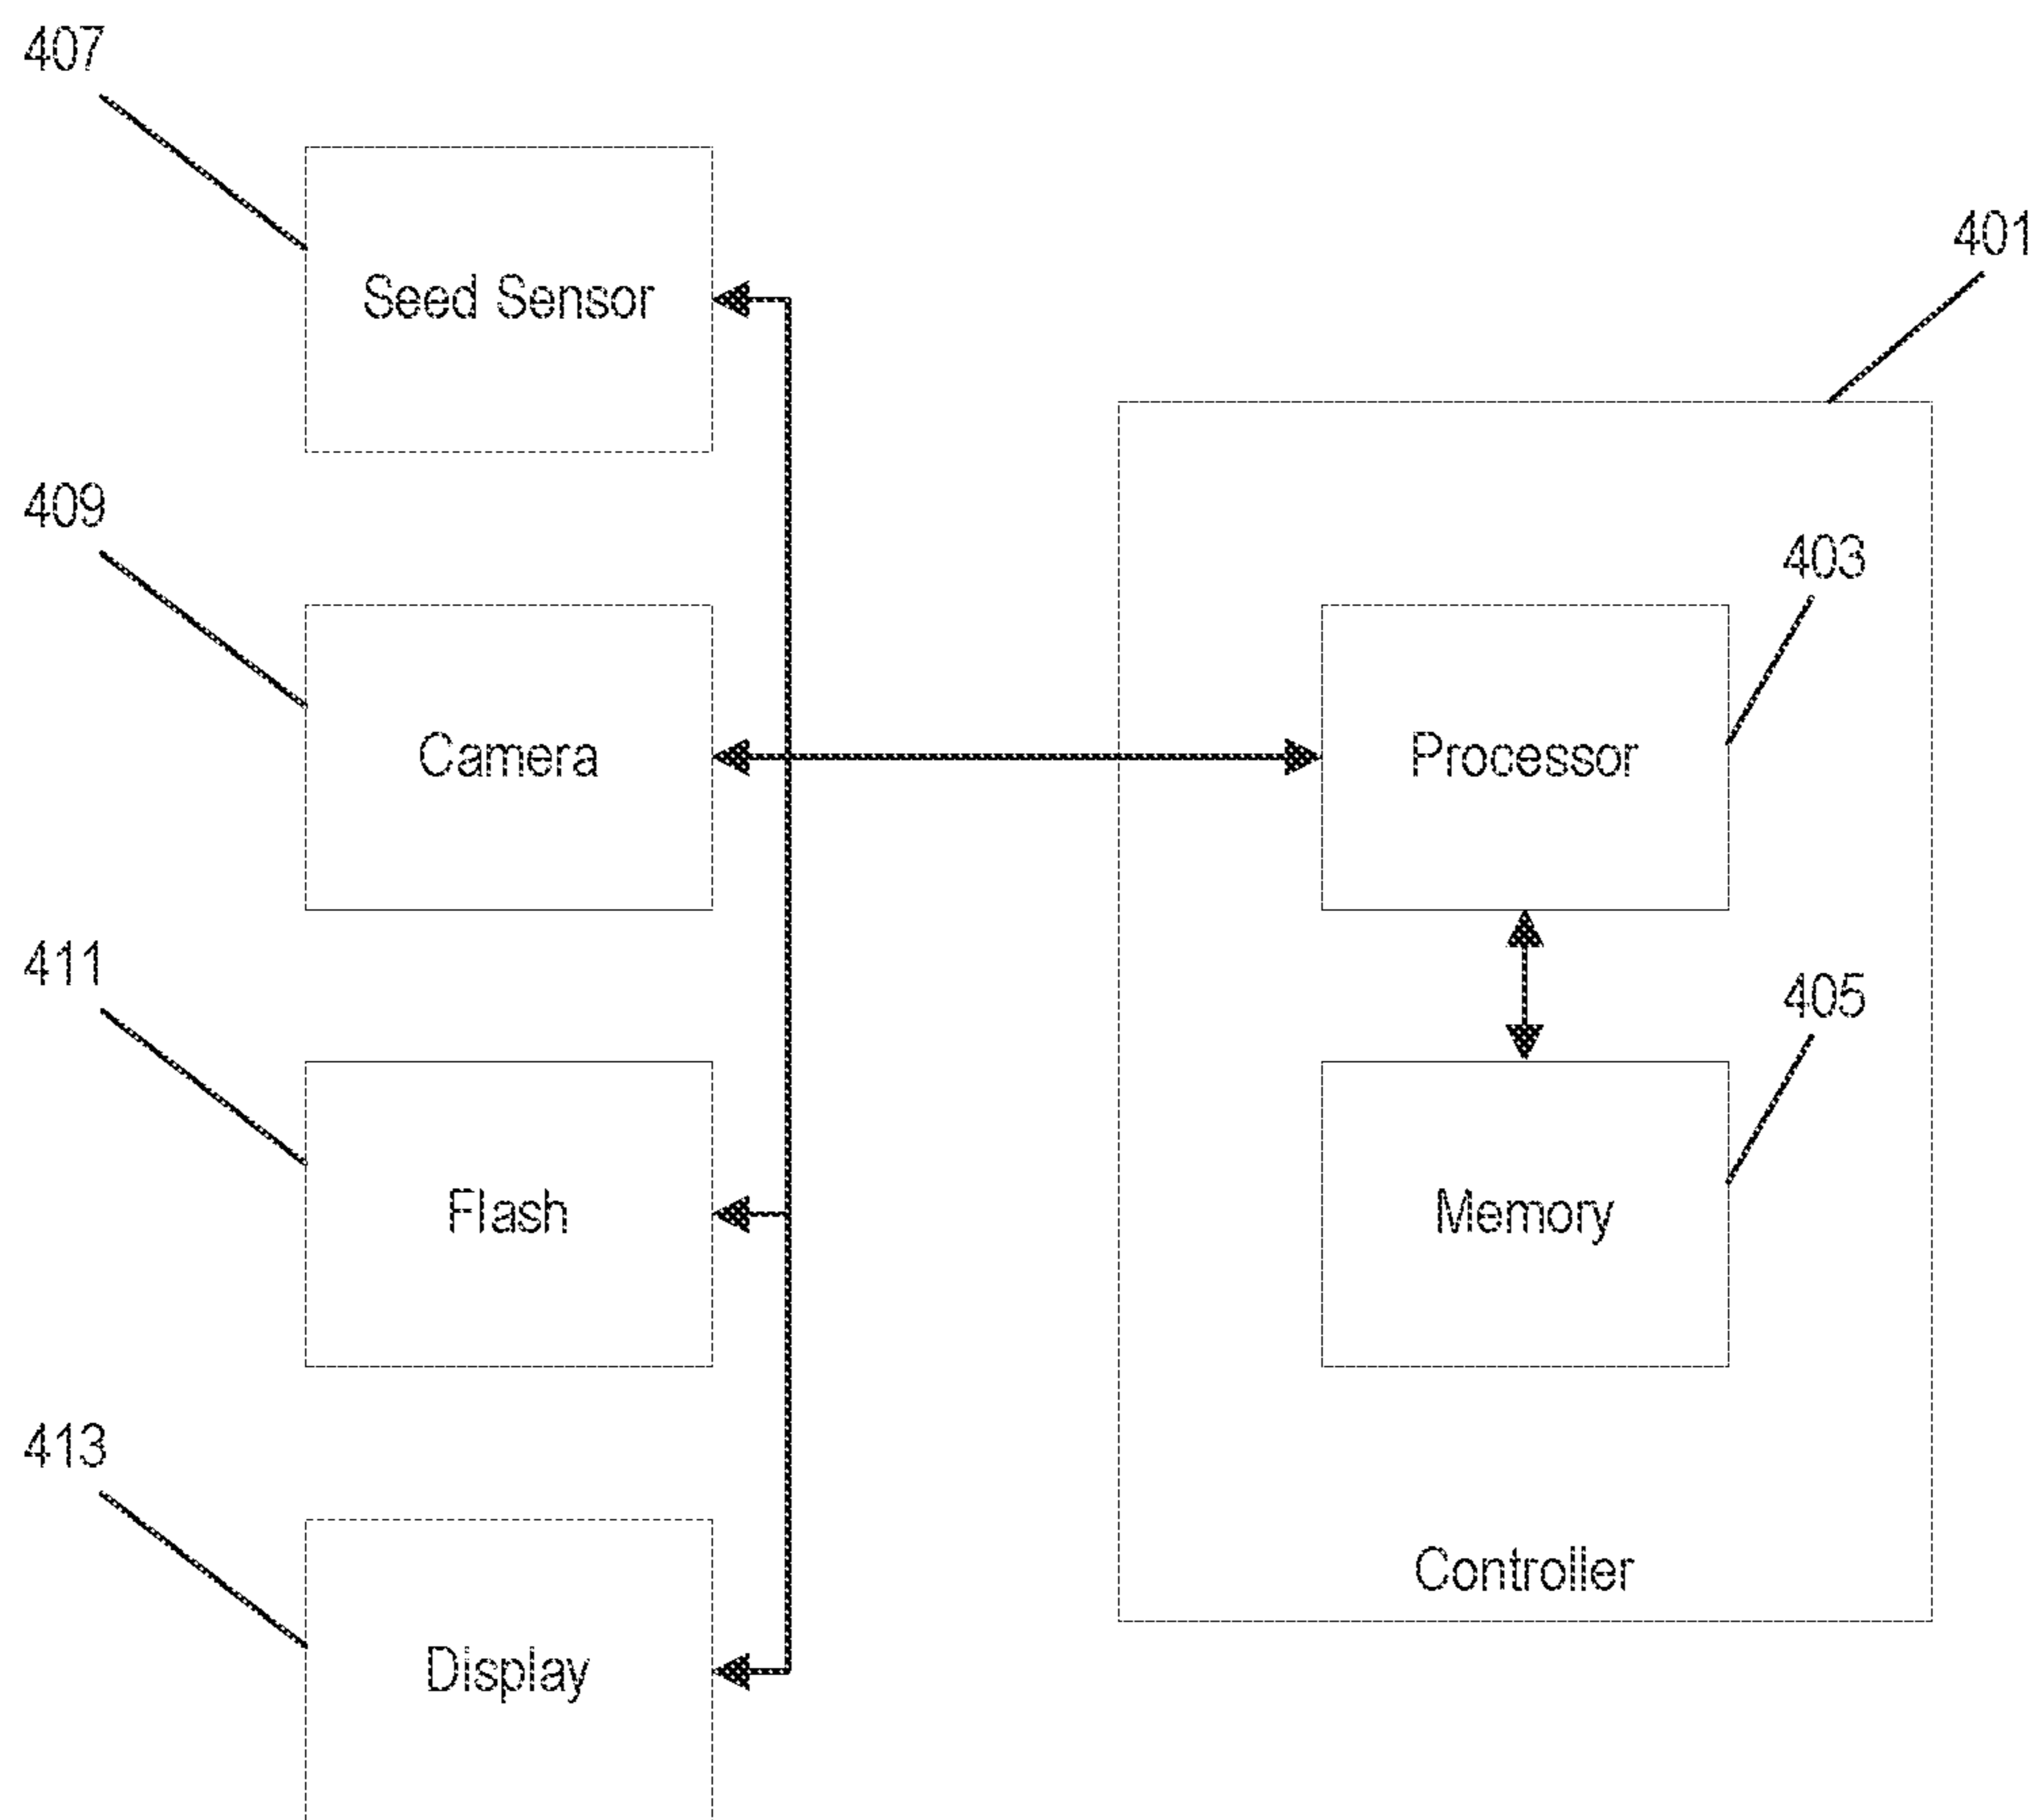 407
Seed Sensor
401
409
403
Camera
Processor
411
405
Flash
Memory
413
Controller
Display